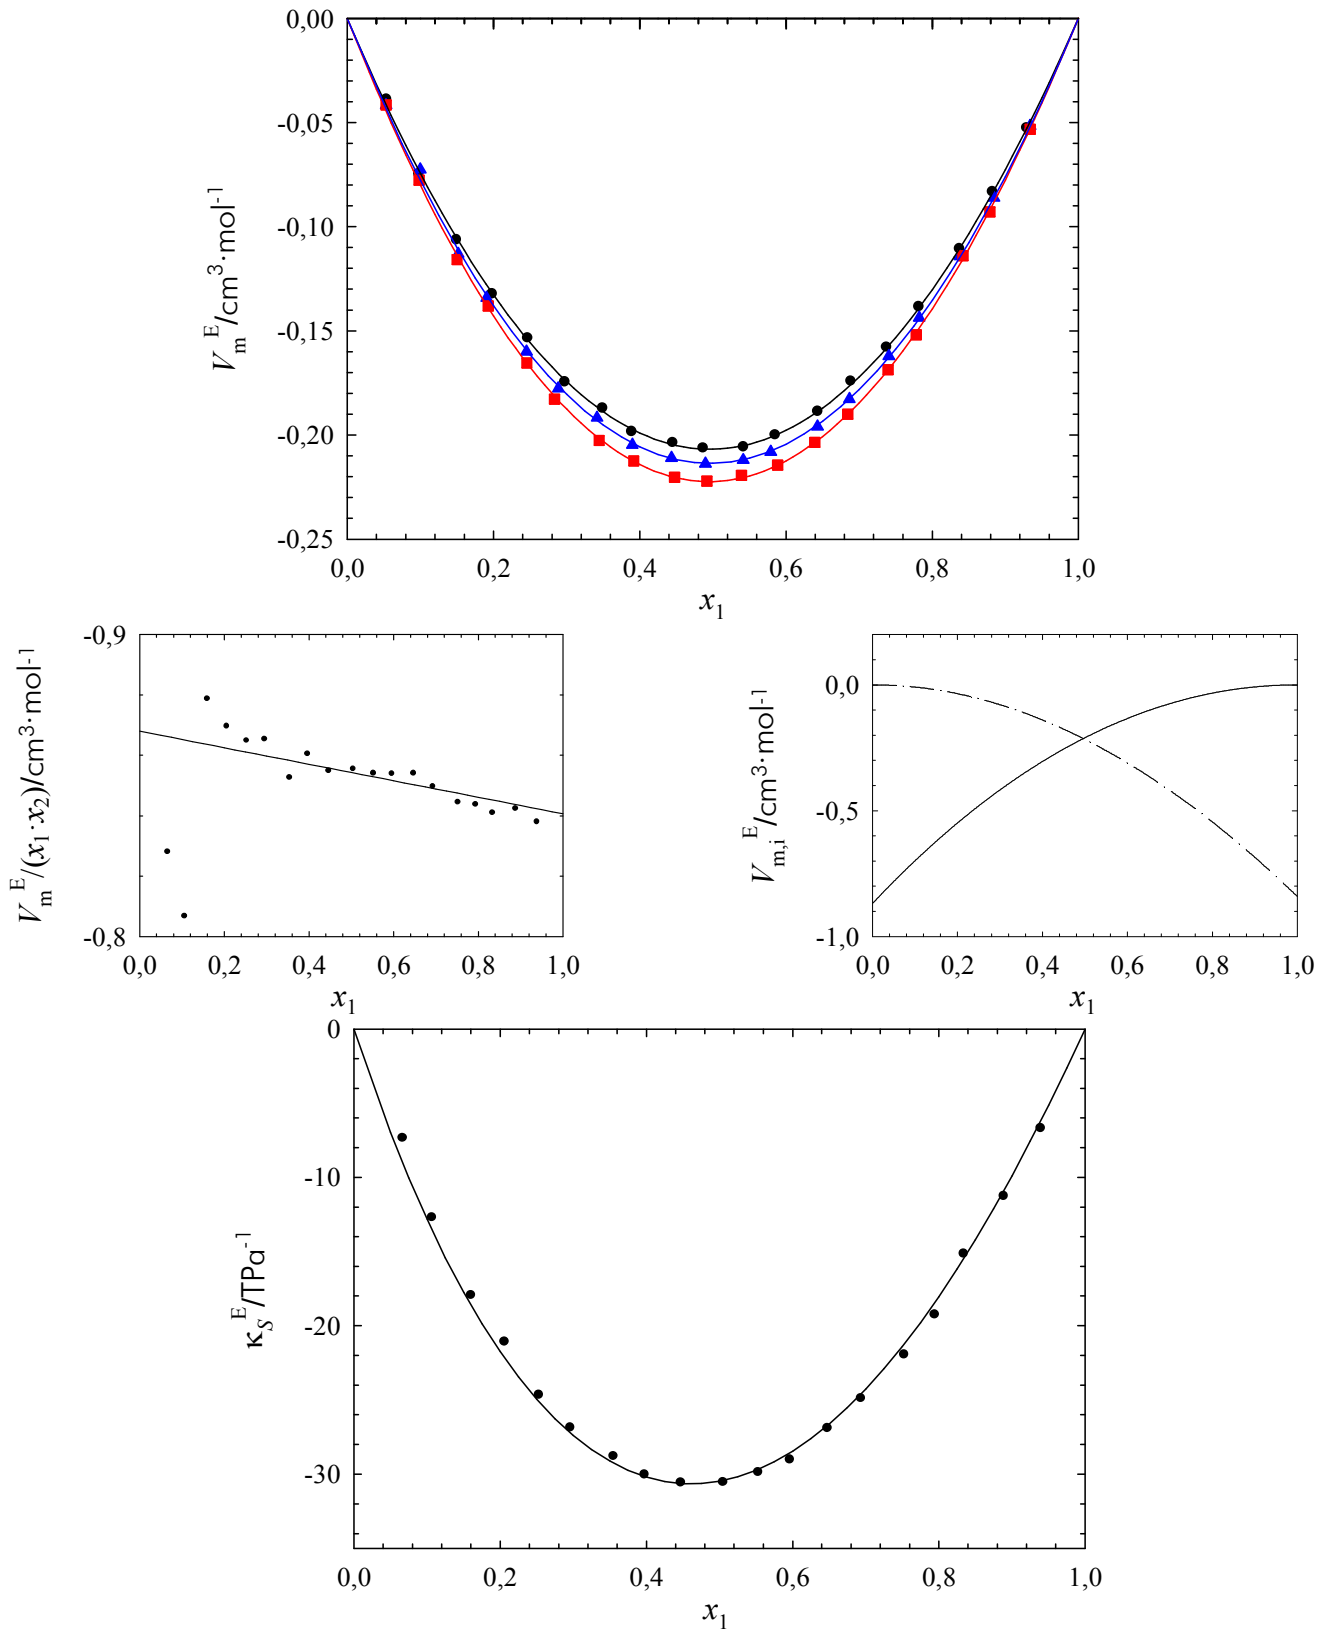 0,00
-0,05
-0,10
-0,15
-0,20
-0,25
V_m^E/cm³·mol⁻¹
0,0 0,2 0,4 0,6 0,8 1,0
x₁
-0,9
-0,8
V_m^E/(x₁·x₂)/cm³·mol⁻¹
0,0 0,2 0,4 0,6 0,8 1,0
x₁
0,0
-0,5
-1,0
V_m,i^E/cm³·mol⁻¹
0,0 0,2 0,4 0,6 0,8 1,0
x₁
0
-10
-20
-30
κ_S^E/TPa⁻¹
0,0 0,2 0,4 0,6 0,8 1,0
x₁